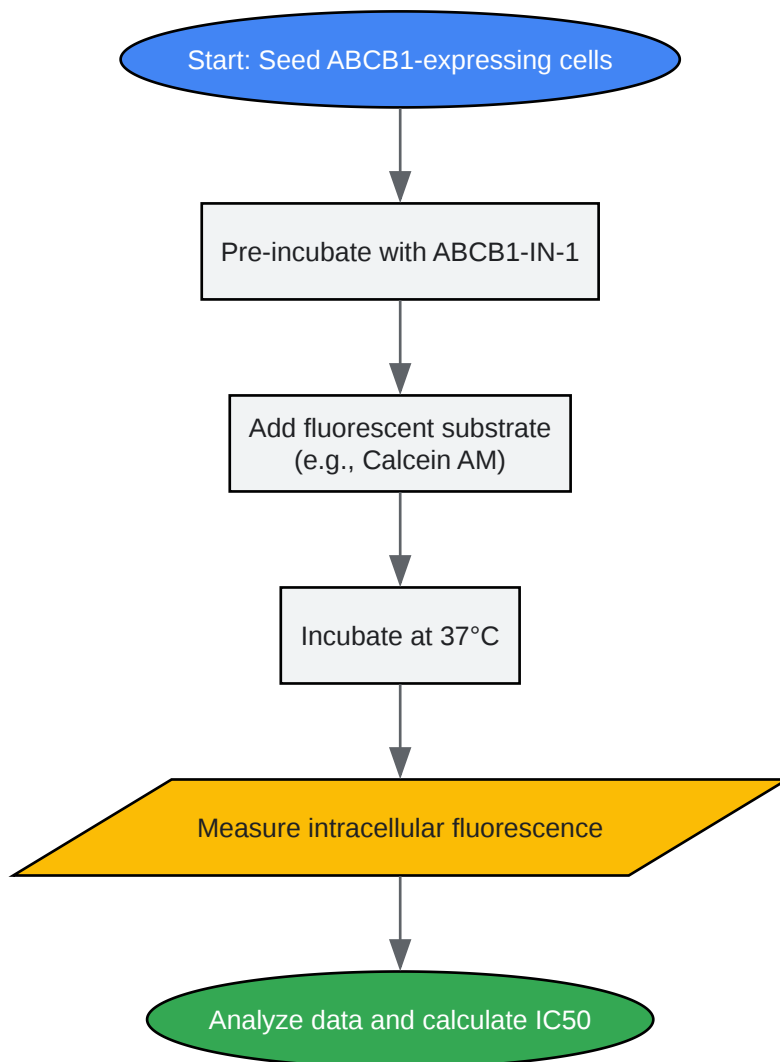 Start: Seed ABCB1-expressing cells
Pre-incubate with ABCB1-IN-1
Add fluorescent substrate
(e.g., Calcein AM)
Incubate at 37°C
Measure intracellular fluorescence
Analyze data and calculate IC50